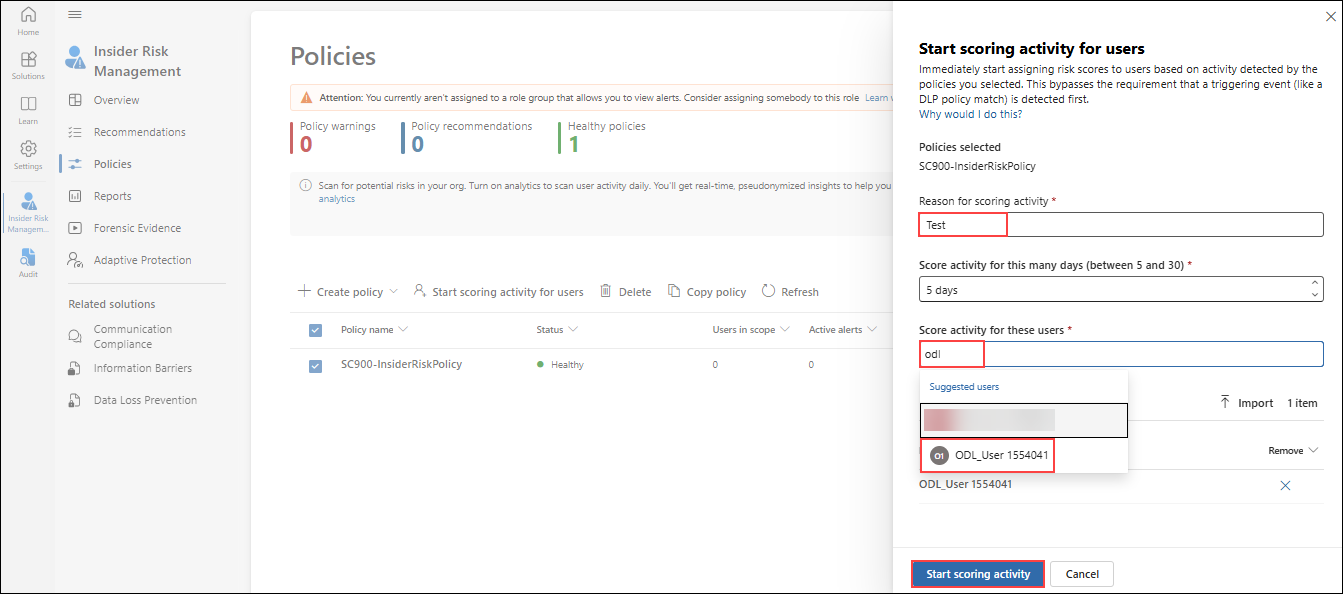 Home
Solutions
Learn
Settings
Insider Risk
Managem...
Audit
Insider Risk
Management
Overview
Recommendations
Policies
Reports
Forensic Evidence
Adaptive Protection
Related solutions
Communication
Compliance
Information Barriers
Data Loss Prevention
Policies
Attention: You currently aren't assigned to a role group that allows you to view alerts. Consider assigning somebody to this role Learn
Policy warnings
0
Policy recommendations
0
Healthy policies
1
Scan for potential risks in your org. Turn on analytics to scan user activity daily. You'll get real-time, pseudonymized insights to help you
analytics
Create policy
Start scoring activity for users
Delete
Copy policy
Refresh
Policy name
Status
Users in scope
Active alerts
SC900-InsiderRiskPolicy
Healthy
0
0
Start scoring activity for users
Immediately start assigning risk scores to users based on activity detected by the
policies you selected. This bypasses the requirement that a triggering event (like a
DLP policy match) is detected first.
Why would I do this?
Policies selected
SC900-InsiderRiskPolicy
Reason for scoring activity *
Test
Score activity for this many days (between 5 and 30) *
5 days
Score activity for these users *
odl
Suggested users
Import
1 item
O1 ODL_User 1554041
Remove
ODL_User 1554041
Start scoring activity
Cancel